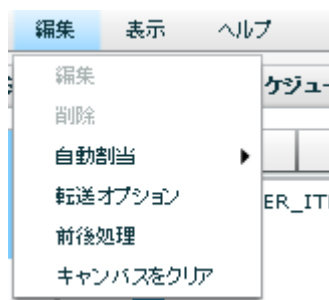 編集 表示 ヘルプ
編集
ケジュー
削除
自動割当
転送オプション
ER_IT
前後処理
キャンバスをクリア